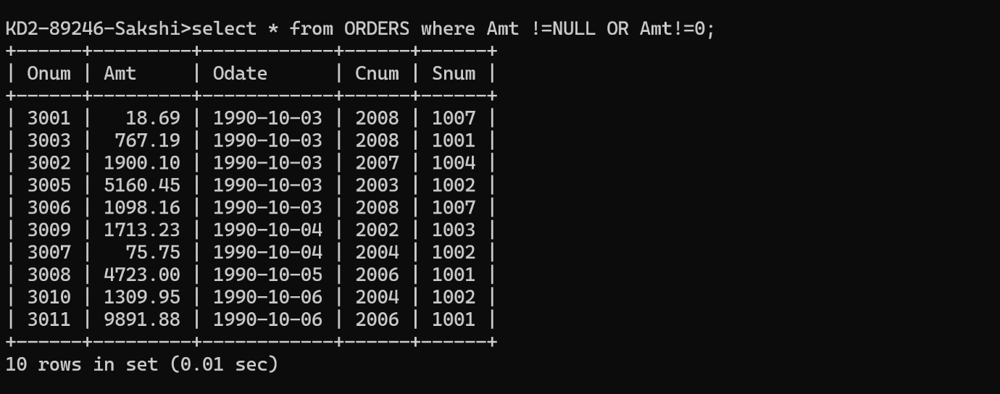 KD2-89246-Sakshi>select * from ORDERS where Amt !=NULL OR Amt!=0;
+------+---------+------------+------+------+
| Onum | Amt     | Odate      | Cnum | Snum |
+------+---------+------------+------+------+
| 3001 |   18.69 | 1990-10-03 | 2008 | 1007 |
| 3003 |  767.19 | 1990-10-03 | 2008 | 1001 |
| 3002 | 1900.10 | 1990-10-03 | 2007 | 1004 |
| 3005 | 5160.45 | 1990-10-03 | 2003 | 1002 |
| 3006 | 1098.16 | 1990-10-03 | 2008 | 1007 |
| 3009 | 1713.23 | 1990-10-04 | 2002 | 1003 |
| 3007 |   75.75 | 1990-10-04 | 2004 | 1002 |
| 3008 | 4723.00 | 1990-10-05 | 2006 | 1001 |
| 3010 | 1309.95 | 1990-10-06 | 2004 | 1002 |
| 3011 | 9891.88 | 1990-10-06 | 2006 | 1001 |
+------+---------+------------+------+------+
10 rows in set (0.01 sec)